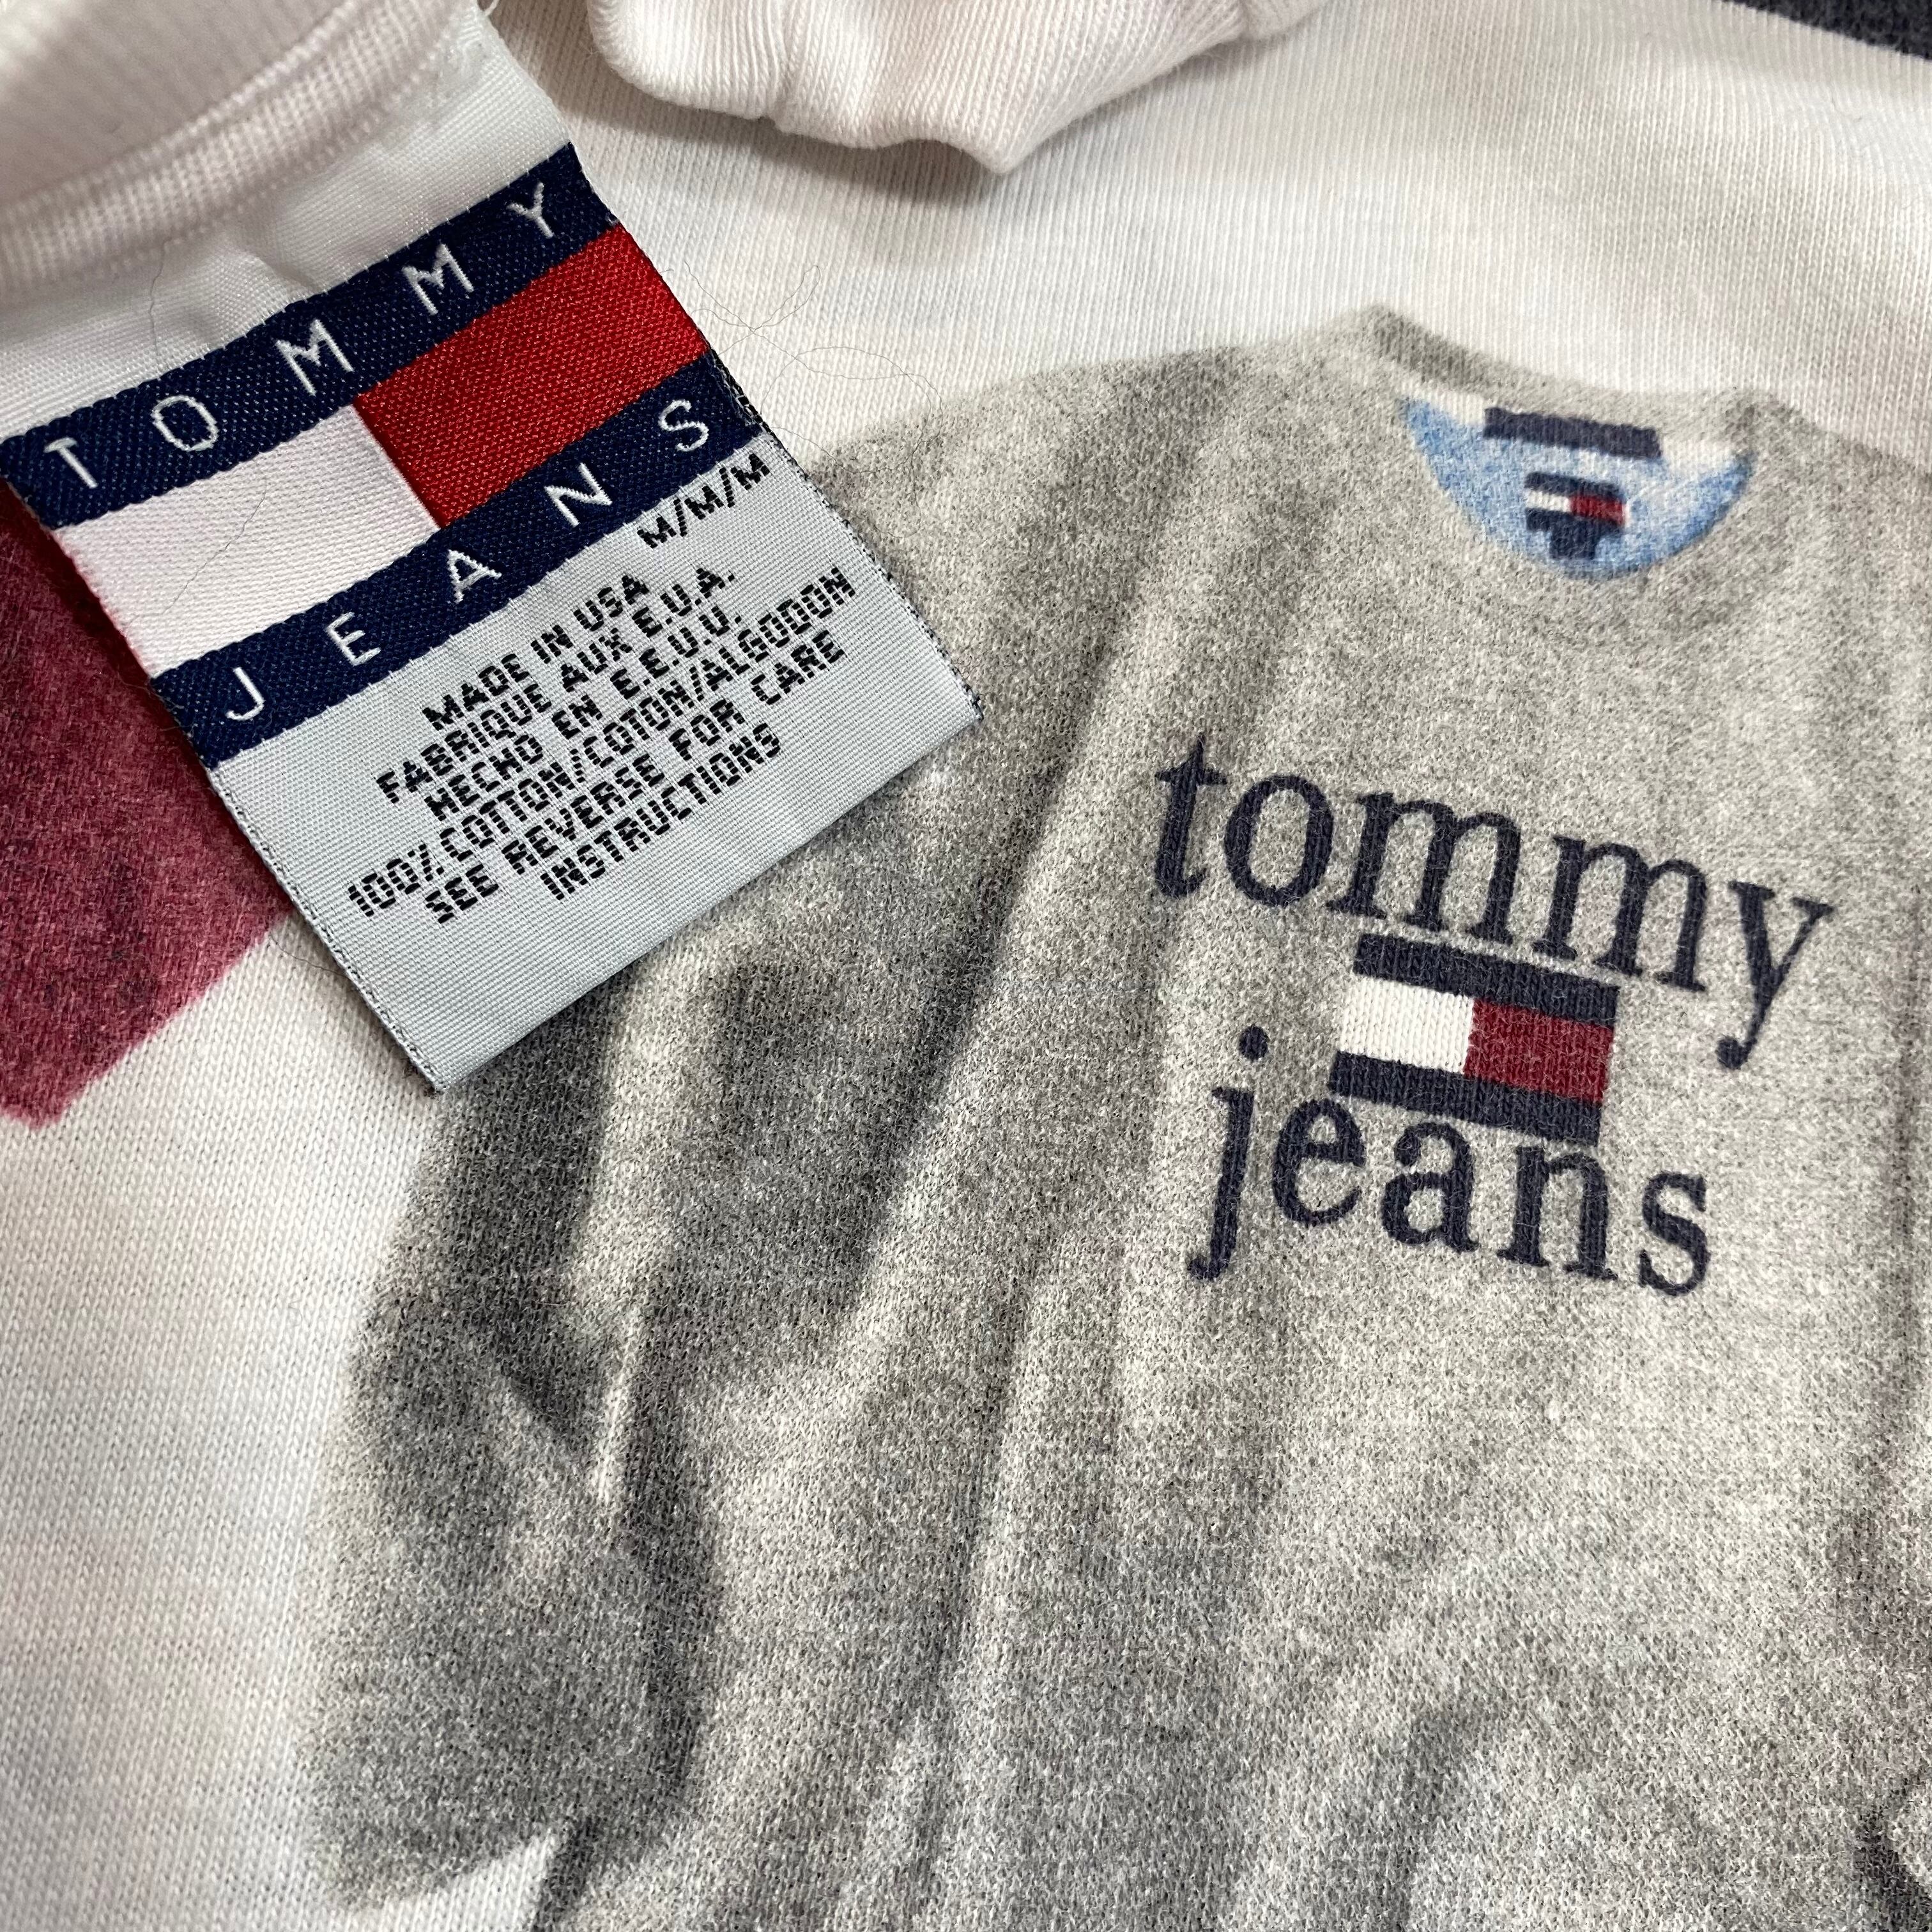 TOMMY
JEANS
M/M/M
MADE IN USA
FABRIQUE AUX E.U.A.
HECHO EN E.E.U.U.
100% COTTON/COTON/ALGODON
SEE REVERSE FOR CARE
INSTRUCTIONS
tommy
jeans